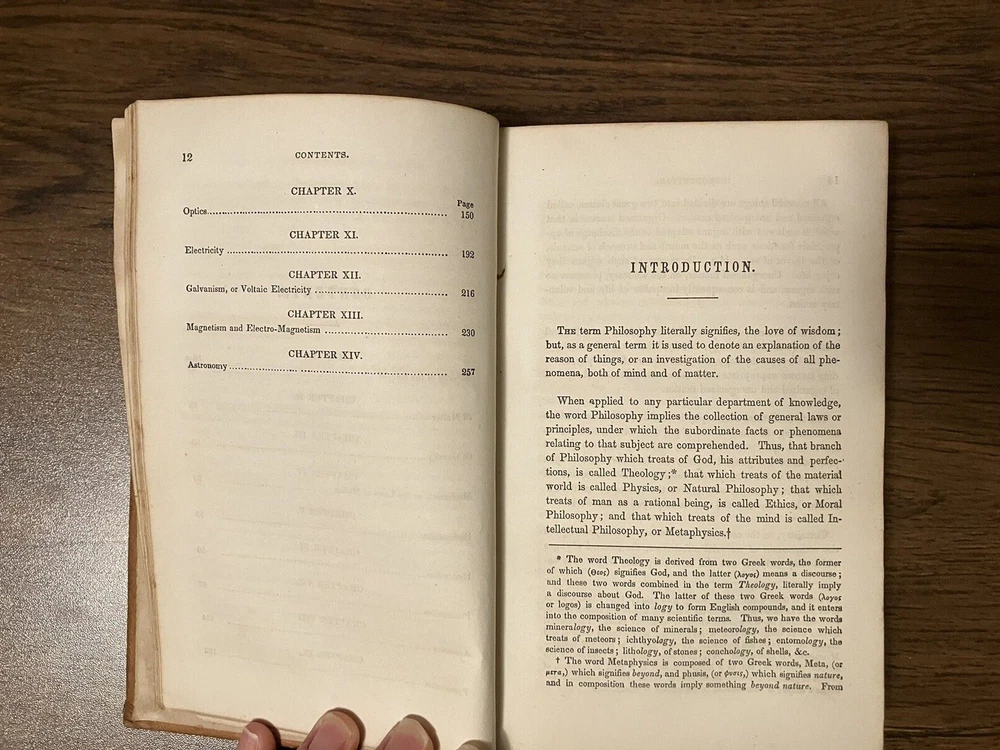 12 CONTENTS.
CHAPTER X.
Page
Optics........................................................................ 150
CHAPTER XI.
Electricity .................................................................. 192
CHAPTER XII.
Galvanism, or Voltaic Electricity ........................................ 216
CHAPTER XIII.
Magnetism and Electro-Magnetism ..................................... 230
CHAPTER XIV.
Astronomy .................................................................. 257
INTRODUCTION.
THE term Philosophy literally signifies, the love of wisdom;
but, as a general term it is used to denote an explanation of the
reason of things, or an investigation of the causes of all phe-
nomena, both of mind and of matter.
When applied to any particular department of knowledge,
the word Philosophy implies the collection of general laws or
principles, under which the subordinate facts or phenomena
relating to that subject are comprehended. Thus, that branch
of Philosophy which treats of God, his attributes and perfec-
tions, is called Theology;* that which treats of the material
world is called Physics, or Natural Philosophy; that which
treats of man as a rational being, is called Ethics, or Moral
Philosophy; and that which treats of the mind is called In-
tellectual Philosophy, or Metaphysics.†
* The word Theology is derived from two Greek words, the former
of which (Θεος) signifies God, and the latter (λογος) means a discourse;
and these two words combined in the term Theology, literally imply
a discourse about God. The latter of these two Greek words (λογος
or logos) is changed into logy to form English compounds, and it enters
into the composition of many scientific terms. Thus, we have the words
mineralogy, the science of minerals; meteorology, the science which
treats of meteors; ichthyology, the science of fishes; entomology, the
science of insects; lithology, of stones; conchology, of shells, &c.
† The word Metaphysics is composed of two Greek words, Meta, (or
μετα,) which signifies beyond, and phusis, (or φυσις,) which signifies nature,
and in composition these words imply something beyond nature. From